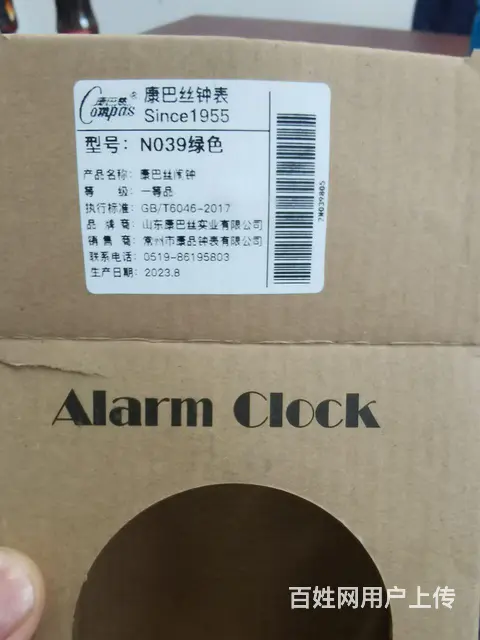 康巴丝®
Compas
康巴丝钟表
Since1955
型号：N039绿色
产品名称：康巴丝闹钟
等 级：一等品
执行标准：GB/T6046-2017
品 牌 商：山东康巴丝实业有限公司
销 售 商：常州市康品钟表有限公司
联系电话：0519-86195803
生产日期：2023.8
Alarm Clock
百姓网用户上传